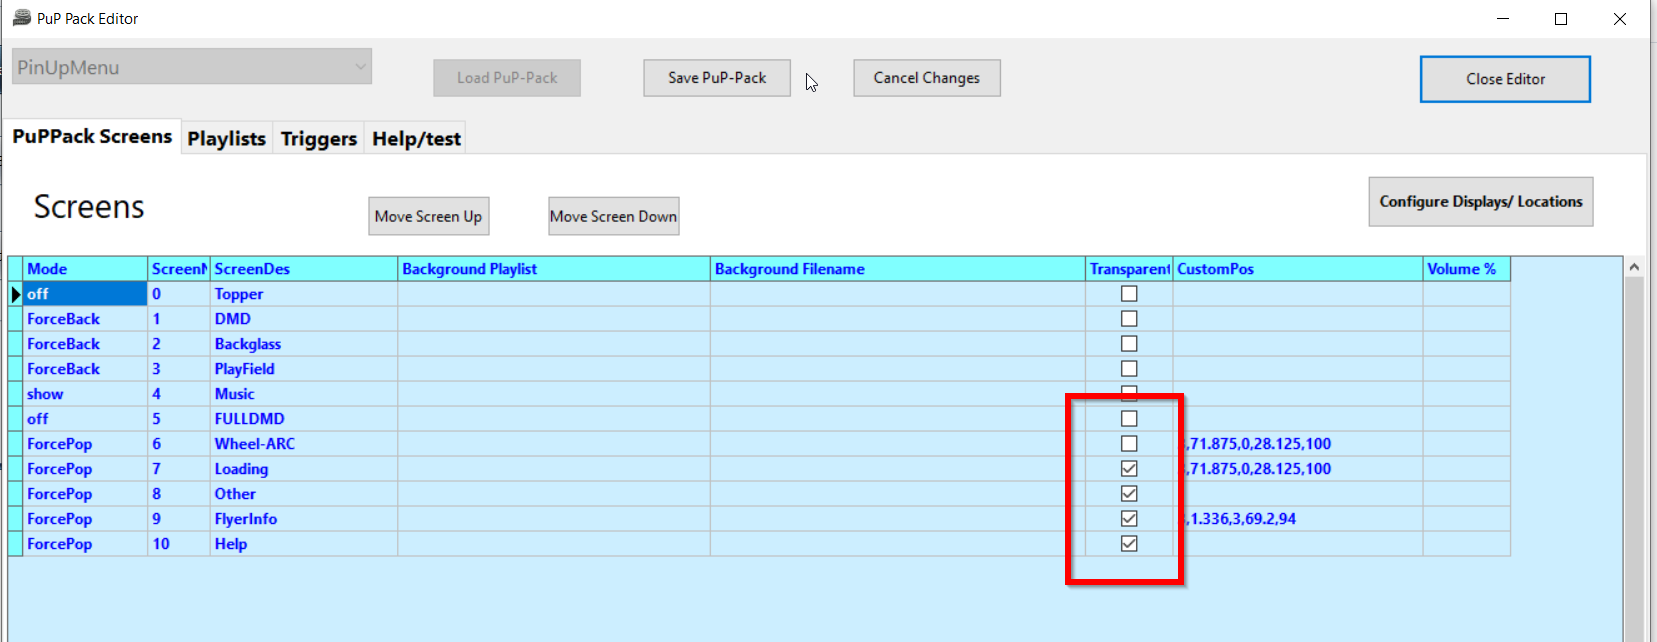 PuP Pack Editor
PinUpMenu
Load PuP-Pack
Save PuP-Pack
Cancel Changes
Close Editor
PuPPack Screens Playlists Triggers Help/test
Screens
Move Screen Up
Move Screen Down
Configure Displays/ Locations
Mode ScreenN ScreenDes Background Playlist Background Filename Transparent CustomPos Volume %
off 0 Topper
ForceBack 1 DMD
ForceBack 2 Backglass
ForceBack 3 PlayField
show 4 Music
off 5 FULLDMD
ForcePop 6 Wheel-ARC ,71.875,0,28.125,100
ForcePop 7 Loading ,71.875,0,28.125,100
ForcePop 8 Other
ForcePop 9 FlyerInfo ,1.336,3,69.2,94
ForcePop 10 Help